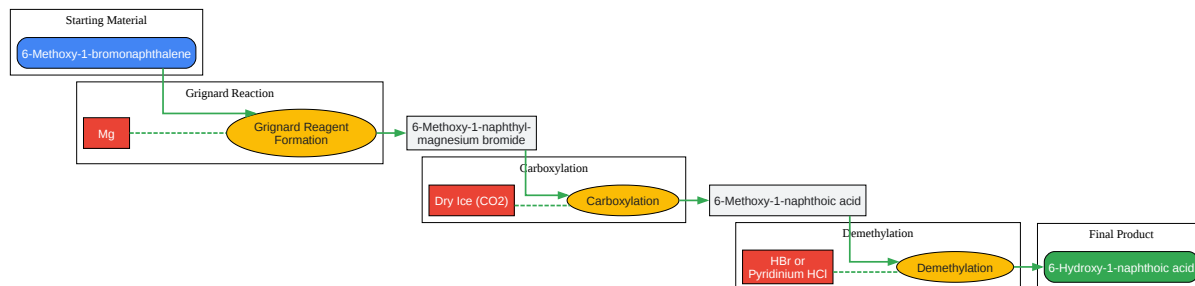 Starting Material
6-Methoxy-1-bromonaphthalene
Grignard Reaction
Mg
Grignard Reagent
Formation
6-Methoxy-1-naphthyl-
magnesium bromide
Carboxylation
Dry Ice (CO2)
Carboxylation
6-Methoxy-1-naphthoic acid
Demethylation
HBr or
Pyridinium HCl
Demethylation
Final Product
6-Hydroxy-1-naphthoic acid